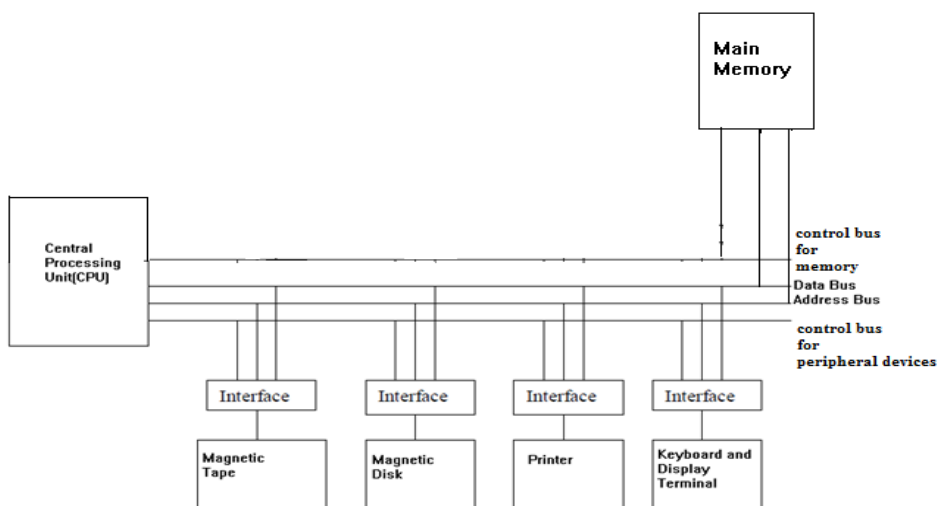 Main
Memory
Central
Processing
Unit(CPU)
control bus
for
memory
Data Bus
Address Bus
control bus
for
peripheral devices
Interface
Interface
Interface
Interface
Magnetic
Tape
Magnetic
Disk
Printer
Keyboard and
Display
Terminal